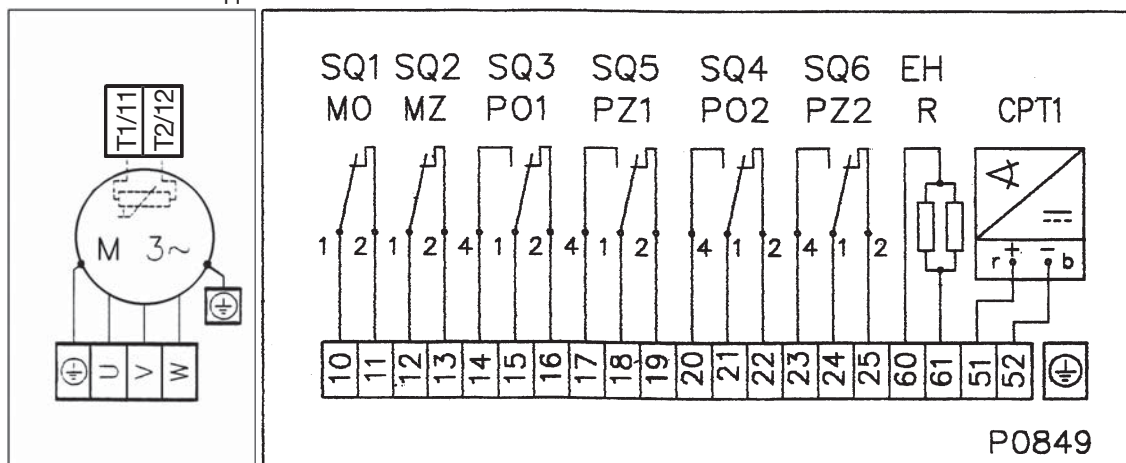 T1/11
T2/12
M 3~
U V W
SQ1 SQ2 SQ3 SQ5 SQ4 SQ6 EH
MO MZ PO1 PZ1 PO2 PZ2 R CPT1
1 2 1 2 4 1 2 4 1 2 4 1 2 4 1 2 r + − b
10 11 12 13 14 15 16 17 18 19 20 21 22 23 24 25 60 61 51 52
P0849